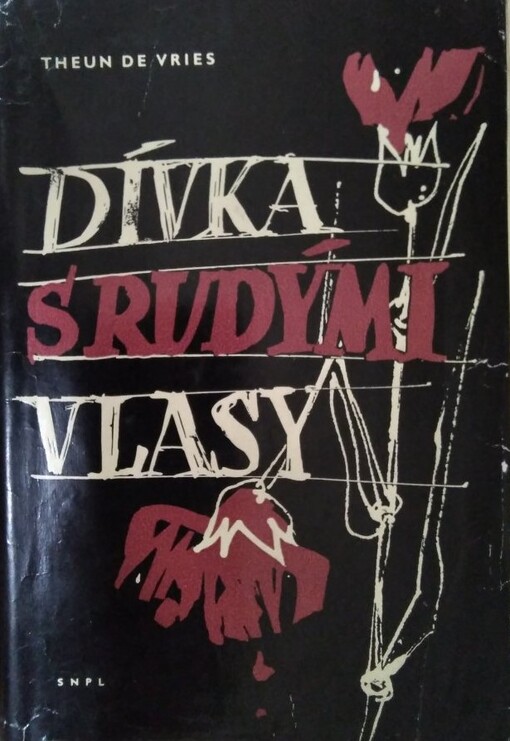 THEUN DE VRIES
DÍVKA
S RUDÝMI
VLASY
SNPL